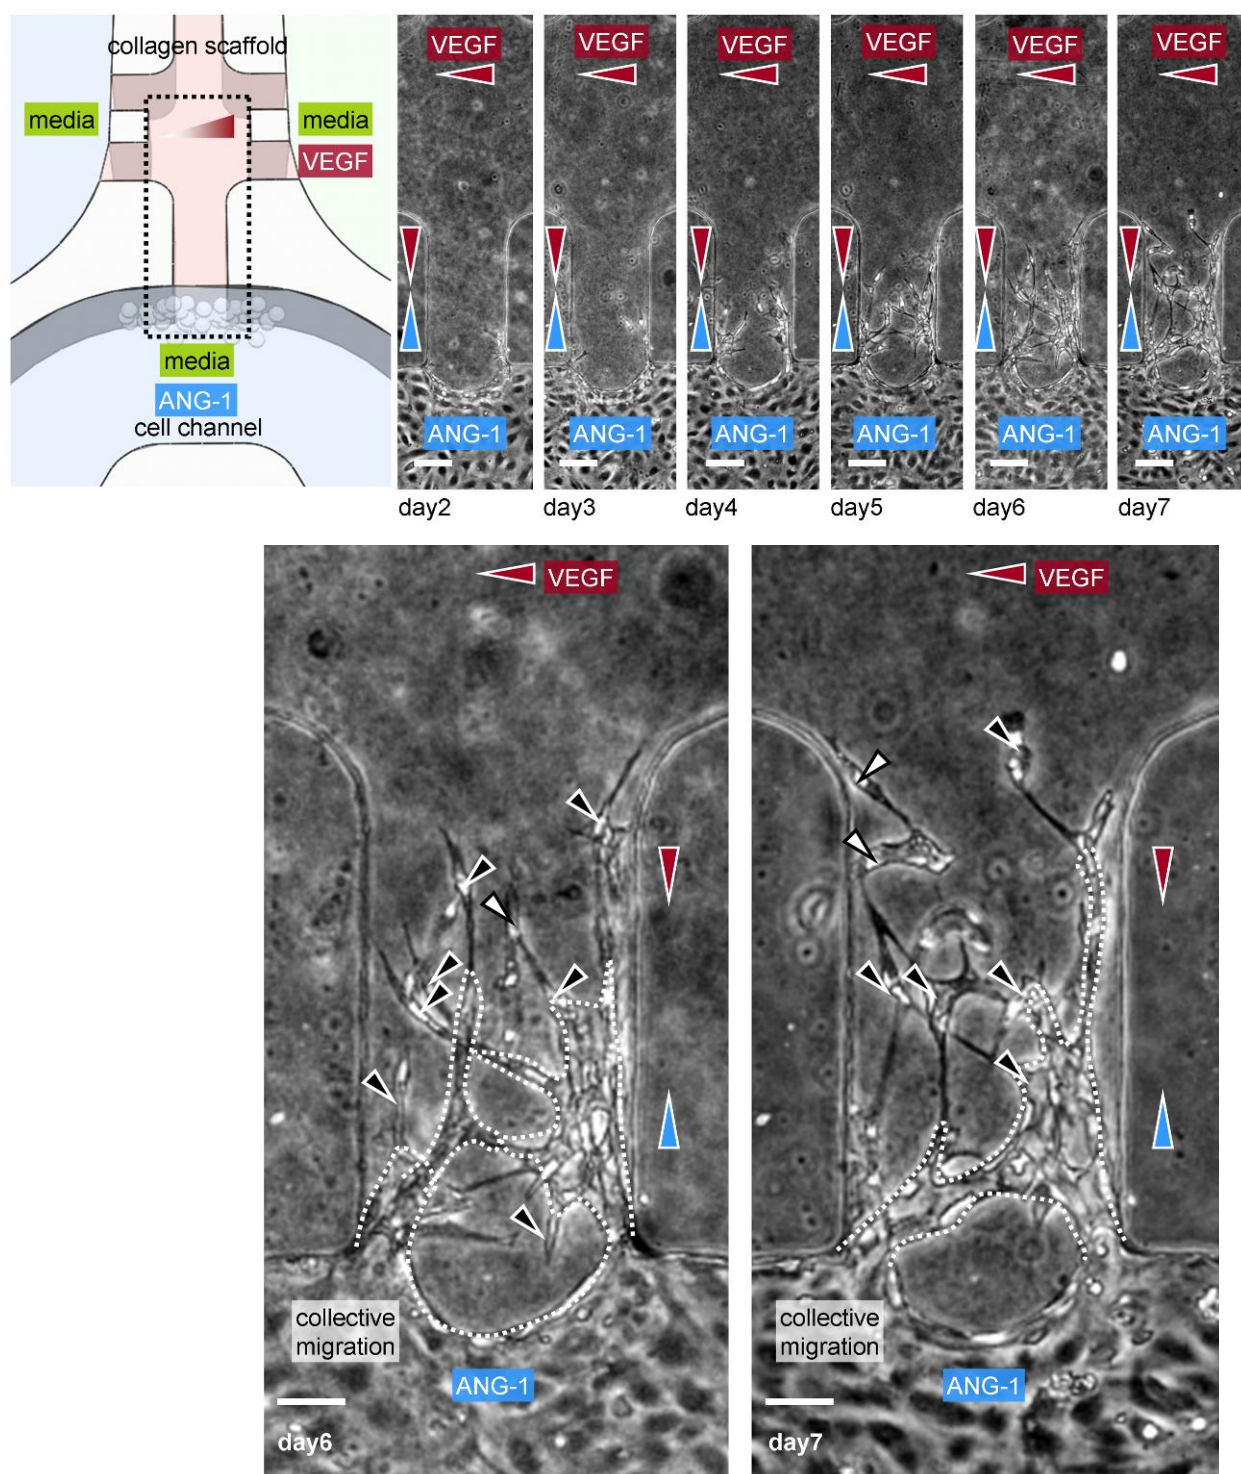 collagen scaffold
media
media
VEGF
media
ANG-1
cell channel
VEGF
VEGF
VEGF
VEGF
VEGF
VEGF
ANG-1
ANG-1
ANG-1
ANG-1
ANG-1
ANG-1
day2
day3
day4
day5
day6
day7
VEGF
collective
migration
ANG-1
day6
VEGF
collective
migration
ANG-1
day7